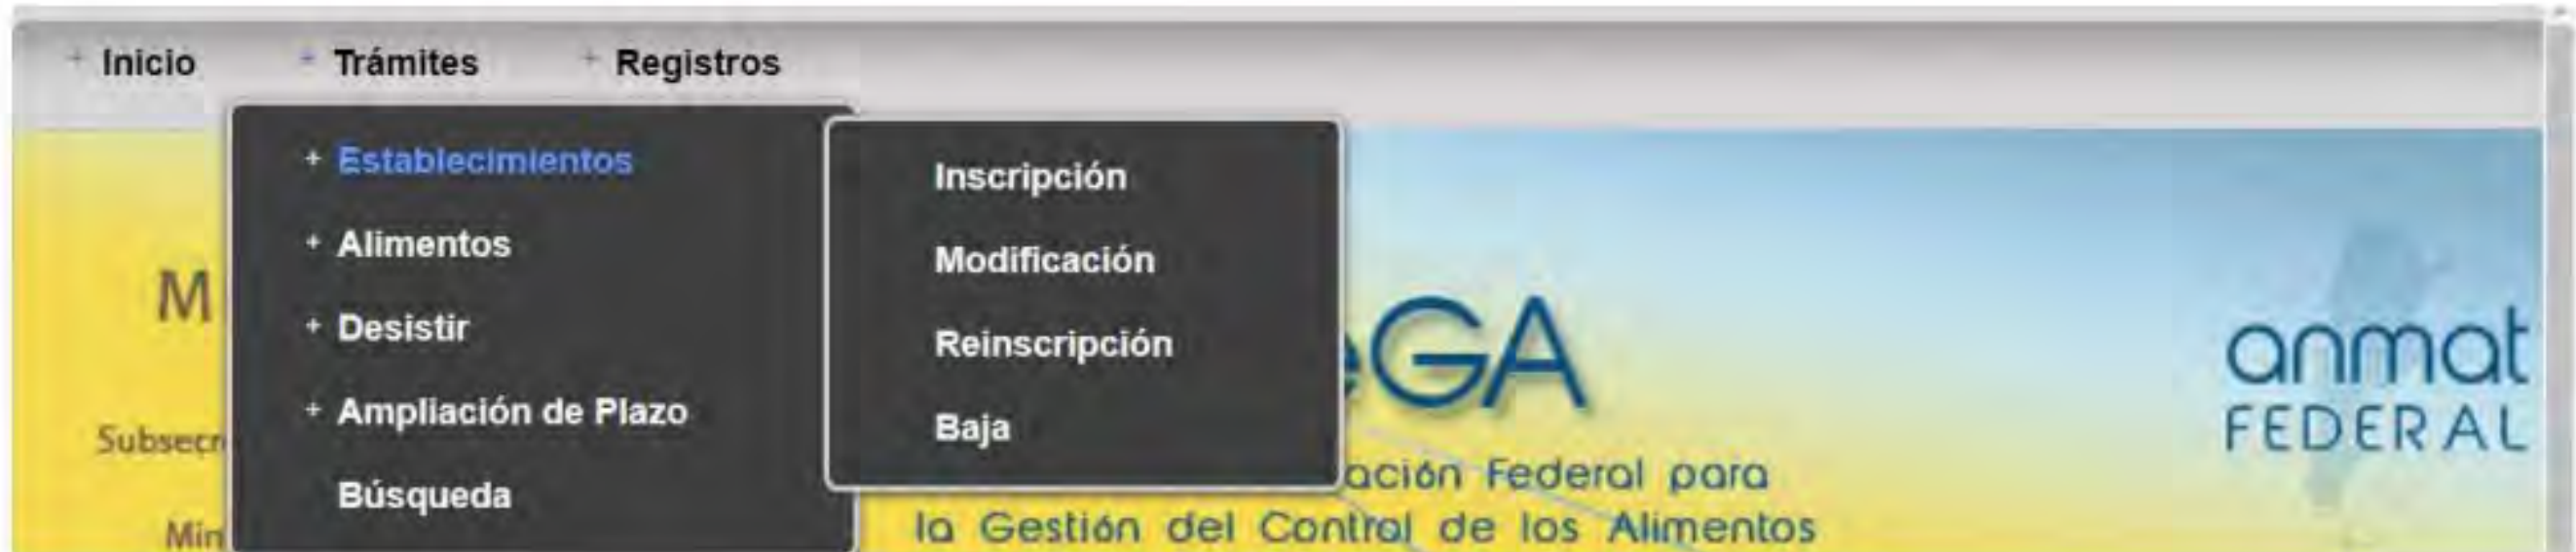 Inicio Trámites Registros
Establecimientos
Alimentos
Desistir
Ampliación de Plazo
Búsqueda
Inscripción
Modificación
Reinscripción
Baja
M
GA
anmat
FEDERAL
Subsecr
ación Federal para
Min
la Gestión del Control de los Alimentos